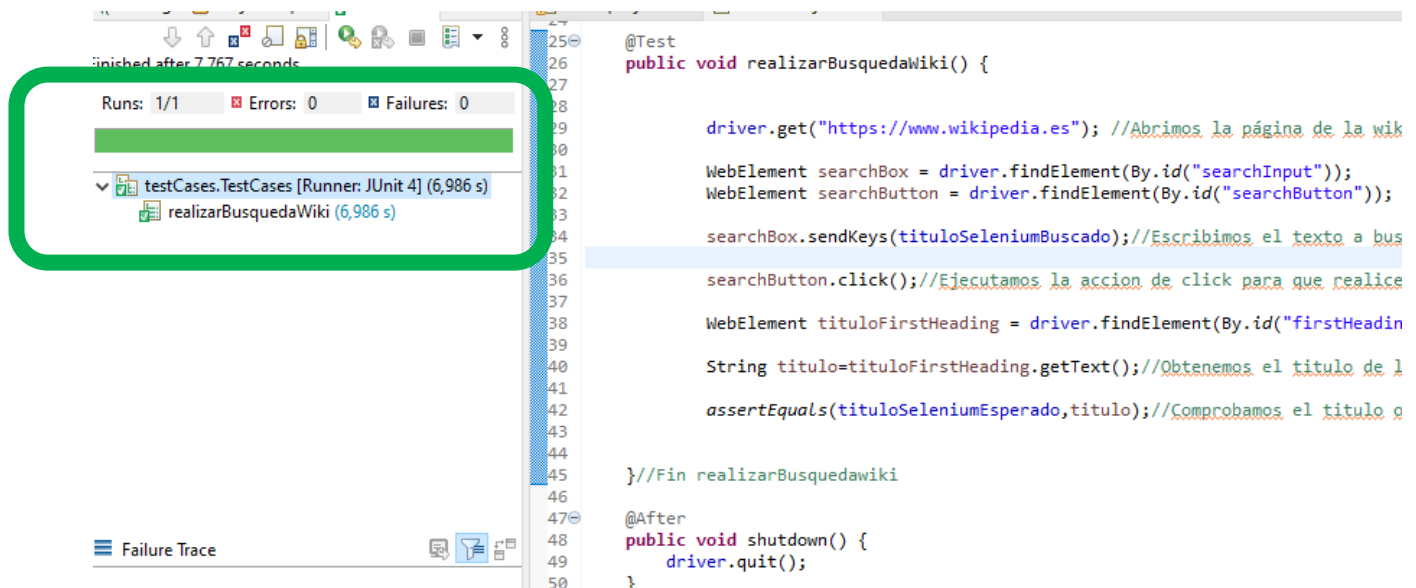 Finished after 7,767 seconds
Runs: 1/1 Errors: 0 Failures: 0
testCases.TestCases [Runner: JUnit 4] (6,986 s)
realizarBusquedaWiki (6,986 s)
Failure Trace
24
25 @Test
26 public void realizarBusquedaWiki() {
27
28
29 driver.get("https://www.wikipedia.es"); //Abrimos la página de la wik
30
31 WebElement searchBox = driver.findElement(By.id("searchInput"));
32 WebElement searchButton = driver.findElement(By.id("searchButton"));
33
34 searchBox.sendKeys(tituloSeleniumBuscado);//Escribimos el texto a bus
35
36 searchButton.click();//Ejecutamos la accion de click para que realice
37
38 WebElement tituloFirstHeading = driver.findElement(By.id("firstHeadin
39
40 String titulo=tituloFirstHeading.getText();//Obtenemos el titulo de l
41
42 assertEquals(tituloSeleniumEsperado,titulo);//Comprobamos el titulo o
43
44
45 }//Fin realizarBusquedawiki
46
47 @After
48 public void shutdown() {
49 driver.quit();
50 }